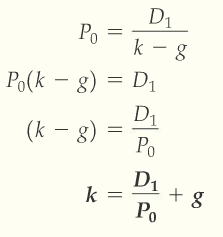 P₀ = D₁ / (k − g)
P₀(k − g) = D₁
(k − g) = D₁ / P₀
k = D₁ / P₀ + g